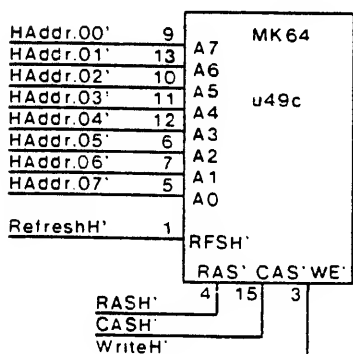 HAddr.00' 9 A7 MK64
HAddr.01' 13 A6
HAddr.02' 10 A5 u49c
HAddr.03' 11 A4
HAddr.04' 12 A3
HAddr.05' 6 A2
HAddr.06' 7 A1
HAddr.07' 5 A0
RefreshH' 1 RFSH'
RAS' CAS' WE'
4 15 3
RASH'
CASH'
WriteH'